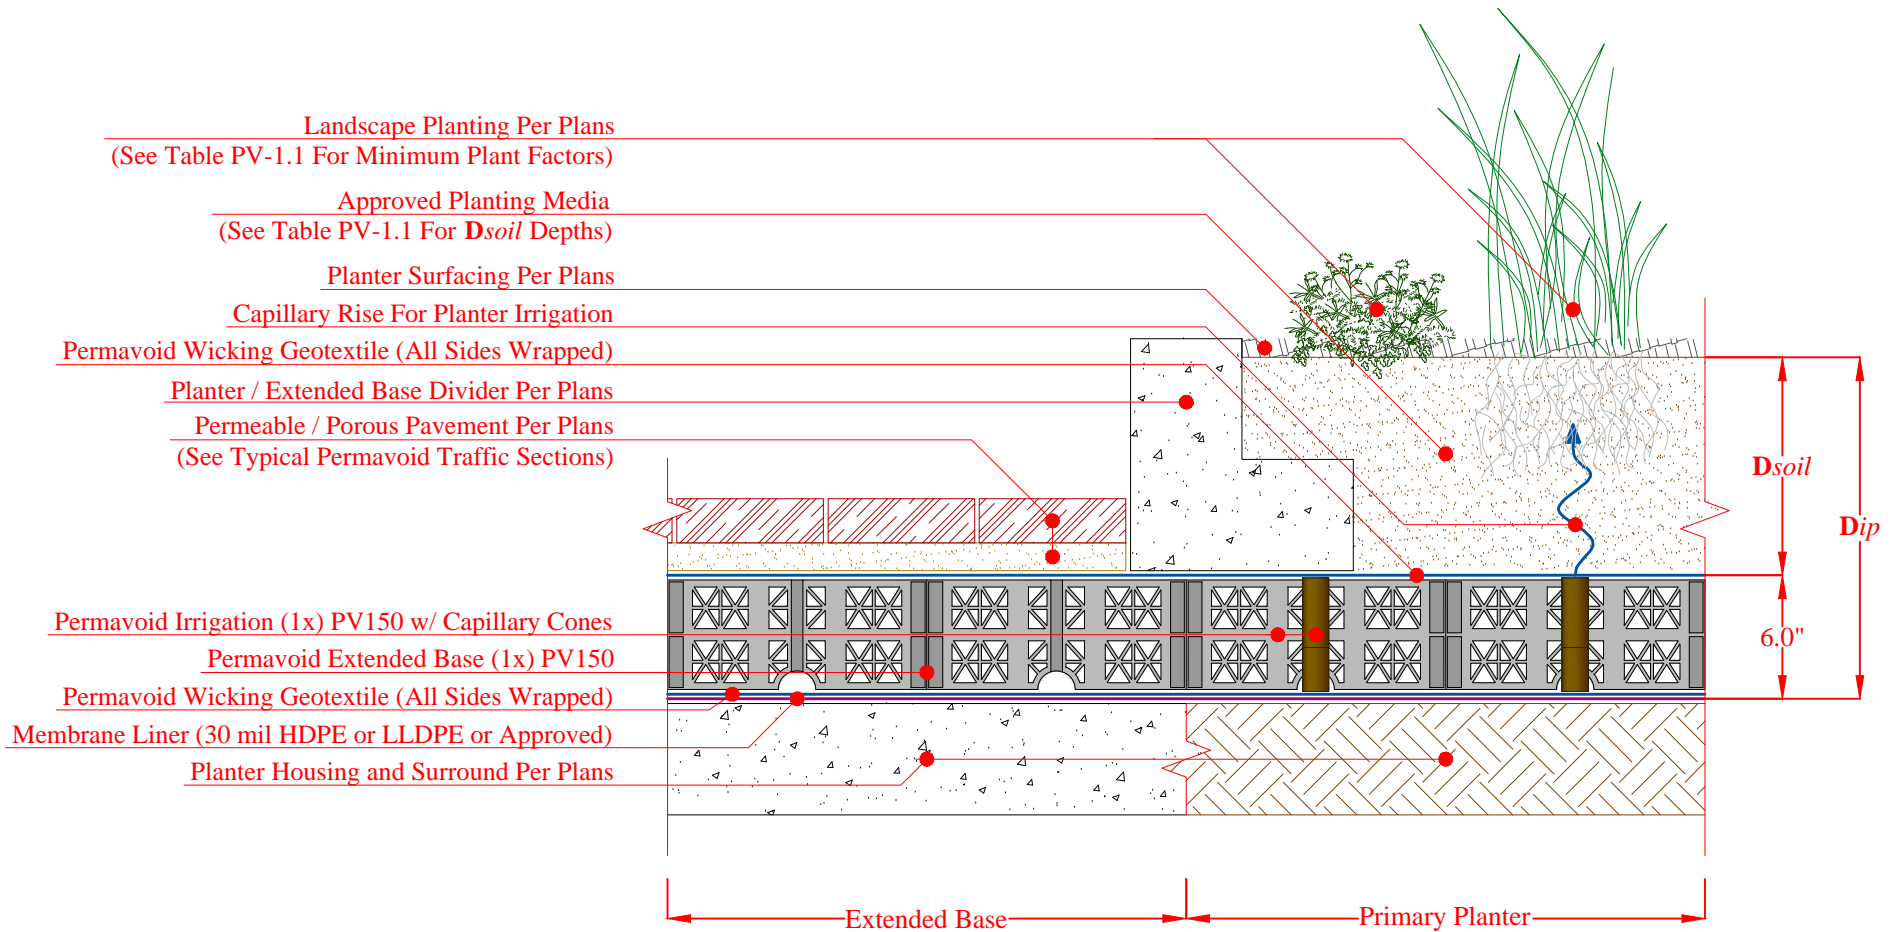 Landscape Planting Per Plans
(See Table PV-1.1 For Minimum Plant Factors)
Approved Planting Media
(See Table PV-1.1 For Dsoil Depths)
Planter Surfacing Per Plans
Capillary Rise For Planter Irrigation
Permavoid Wicking Geotextile (All Sides Wrapped)
Planter / Extended Base Divider Per Plans
Permeable / Porous Pavement Per Plans
(See Typical Permavoid Traffic Sections)
Dsoil
Dip
6.0"
Permavoid Irrigation (1x) PV150 w/ Capillary Cones
Permavoid Extended Base (1x) PV150
Permavoid Wicking Geotextile (All Sides Wrapped)
Membrane Liner (30 mil HDPE or LLDPE or Approved)
Planter Housing and Surround Per Plans
Extended Base
Primary Planter